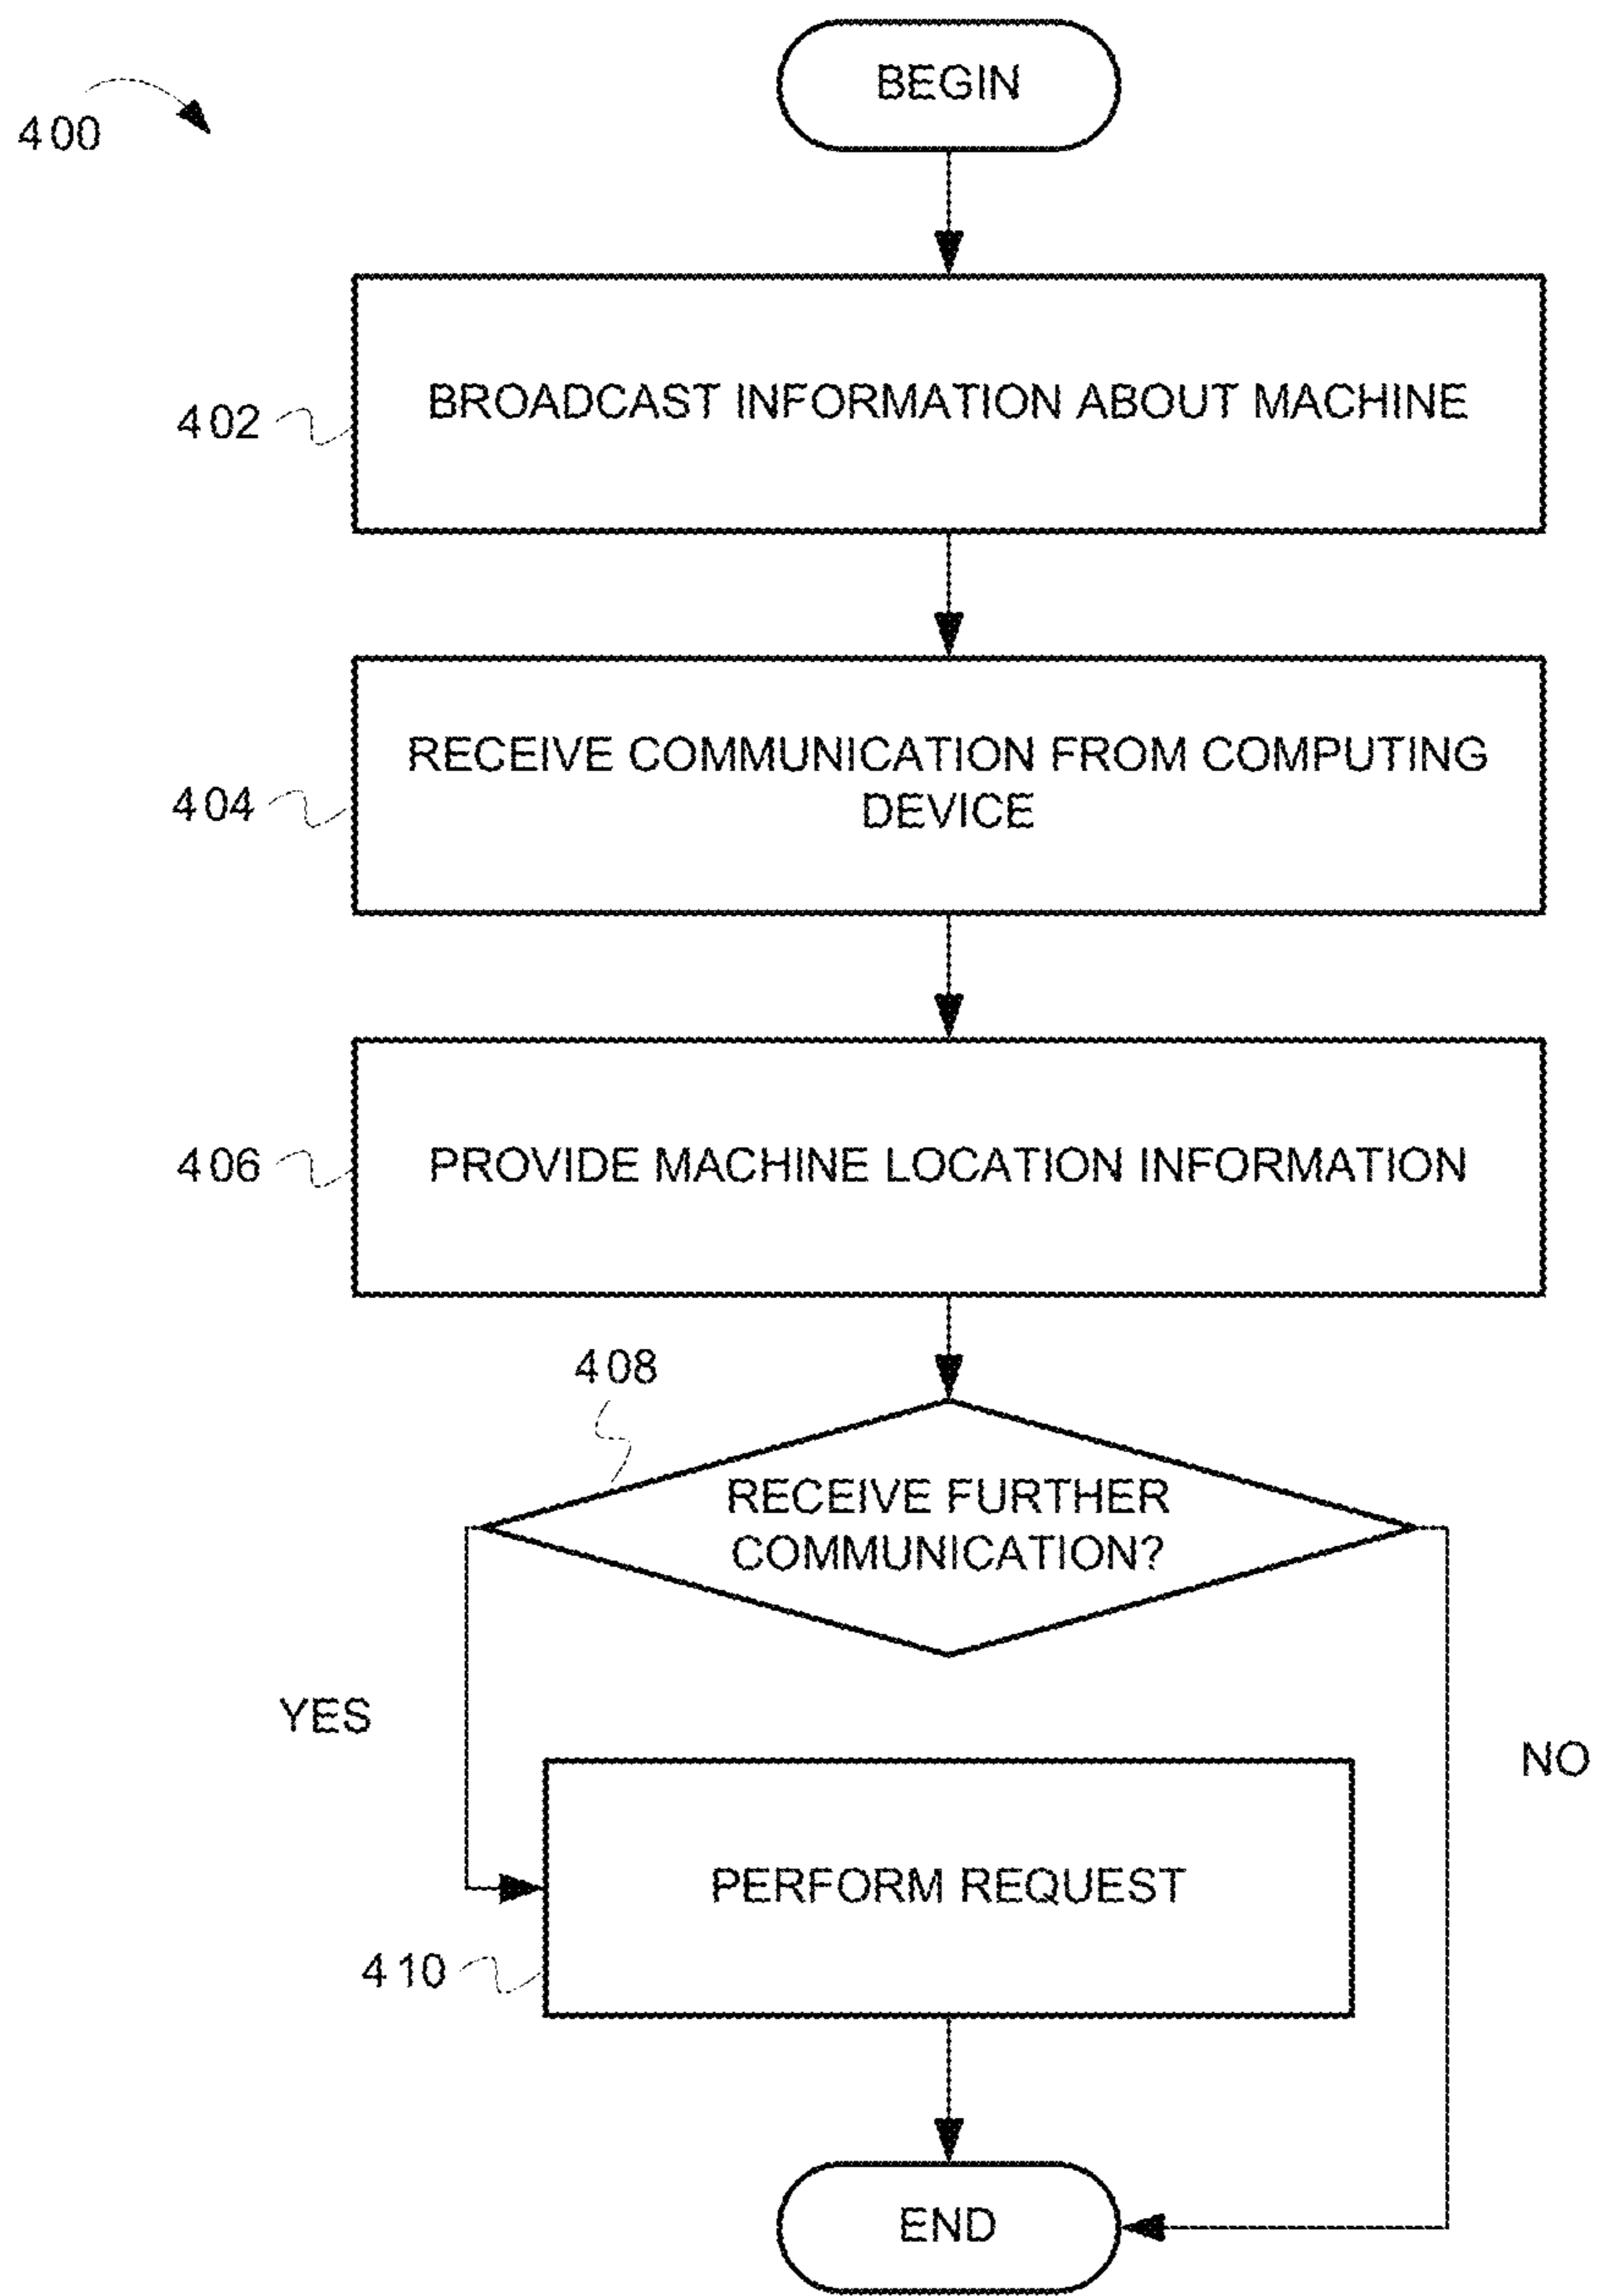 BEGIN
400
BROADCAST INFORMATION ABOUT MACHINE
402
RECEIVE COMMUNICATION FROM COMPUTING
DEVICE
404
PROVIDE MACHINE LOCATION INFORMATION
406
408
RECEIVE FURTHER
COMMUNICATION?
YES
NO
PERFORM REQUEST
410
END